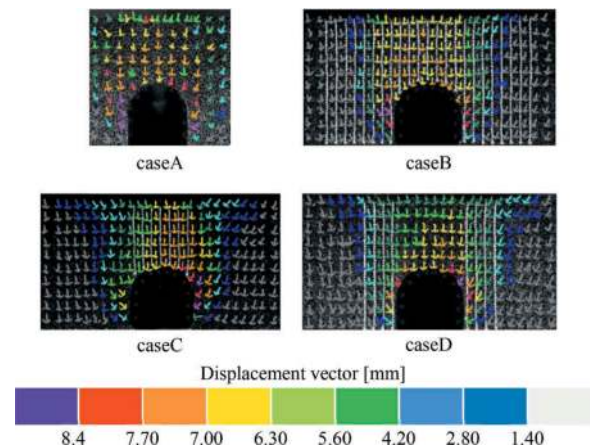 caseA
caseB
caseC
caseD
Displacement vector [mm]
8.4 7.70 7.00 6.30 5.60 4.20 2.80 1.40